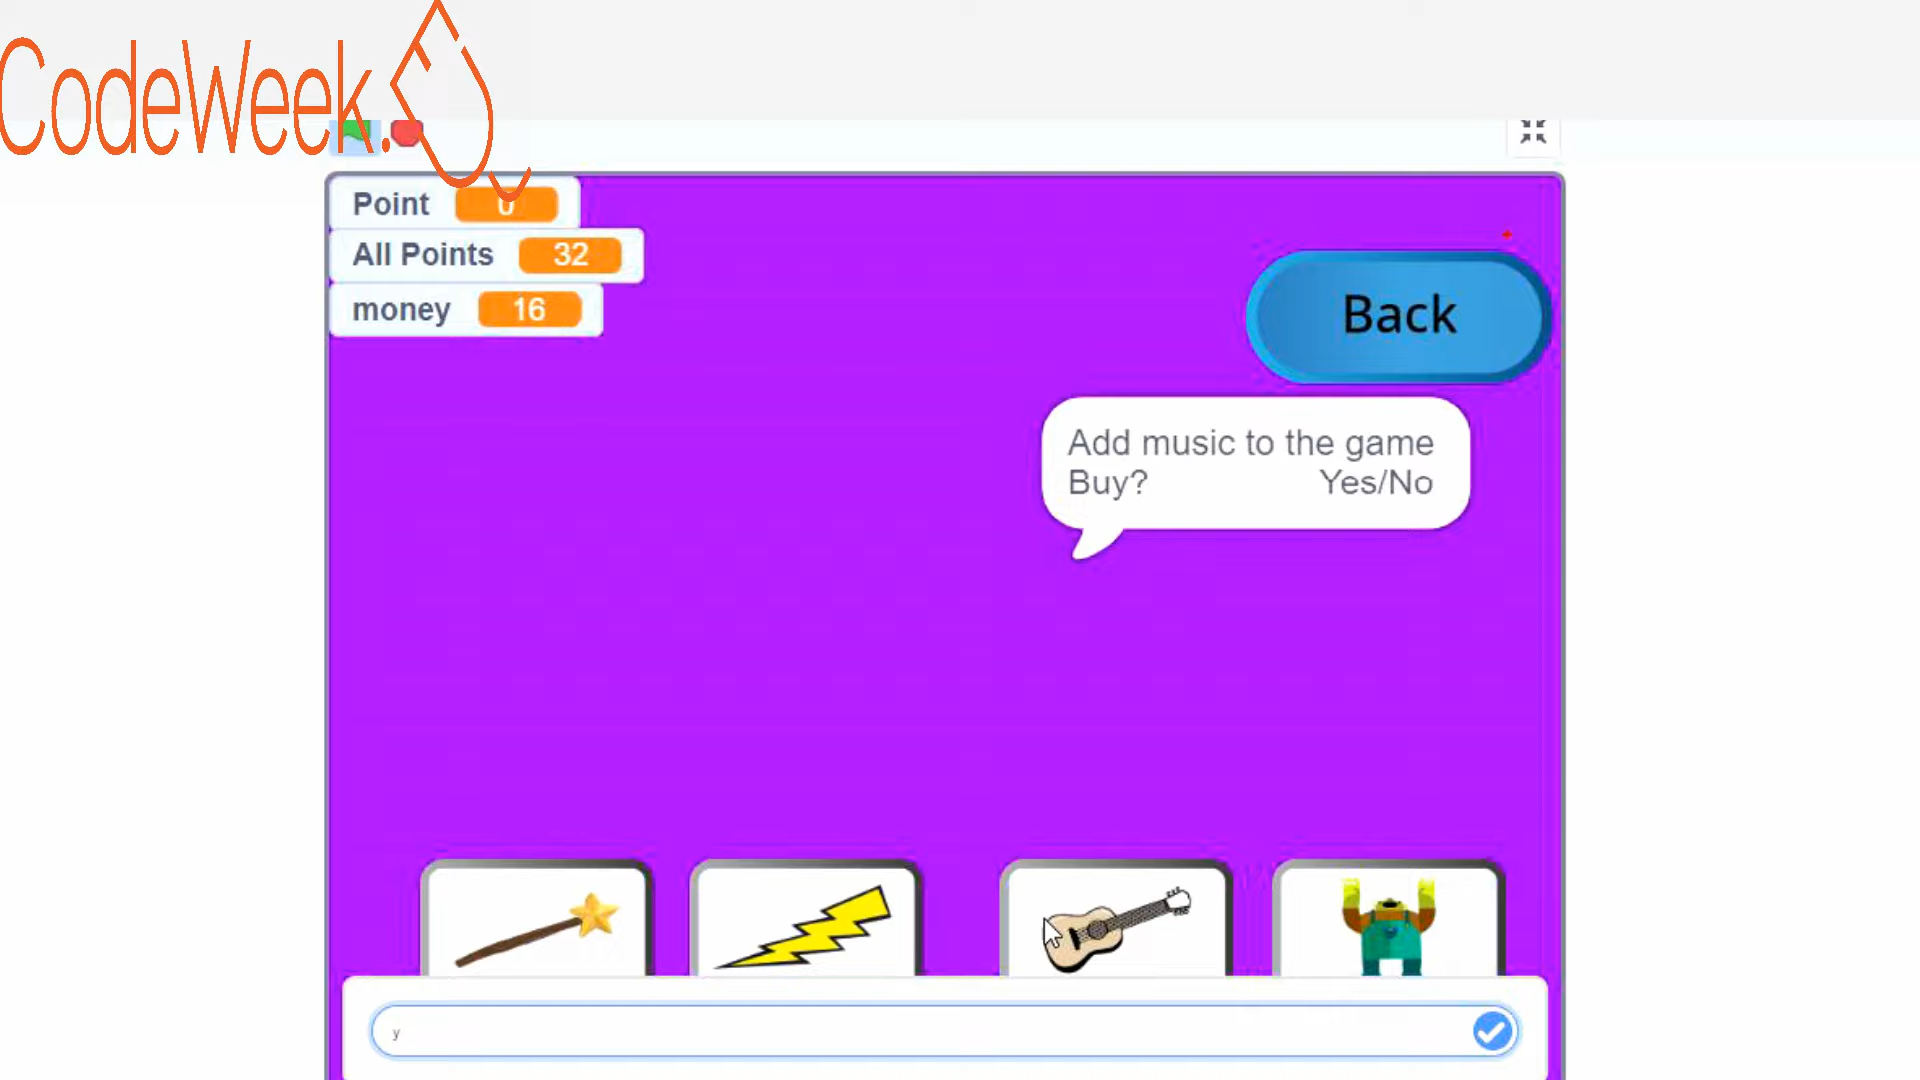 CodeWeek.
Point 0
All Points 32
money 16
Back
Add music to the game
Buy? Yes/No
y